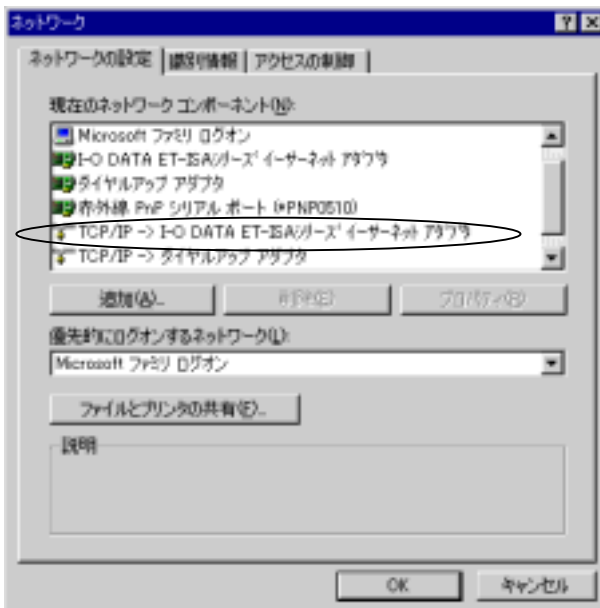 ネットワーク
ネットワークの設定 識別情報 アクセスの制御
現在のネットワーク コンポーネント(N):
Microsoft ファミリ ログオン
I-O DATA ET-ISAシリーズ イーサーネット アダプタ
ダイヤルアップ アダプタ
赤外線 PnP シリアル ポート (*PNP0510)
TCP/IP -> I-O DATA ET-ISAシリーズ イーサーネット アダプタ
TCP/IP -> ダイヤルアップ アダプタ
追加(A)... 削除(E) プロパティ(R)
優先的にログオンするネットワーク(L):
Microsoft ファミリ ログオン
ファイルとプリンタの共有(F)...
説明
OK キャンセル